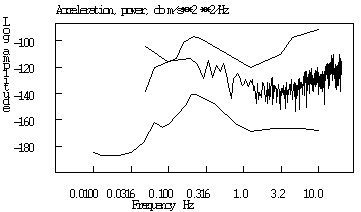 Acceleration, power, db m/s**2 **2/Hz
Log amplitude
-100
-120
-140
-160
-180
0.0100 0.0316 0.100 0.316 1.0 3.2 10.0
Frequency Hz